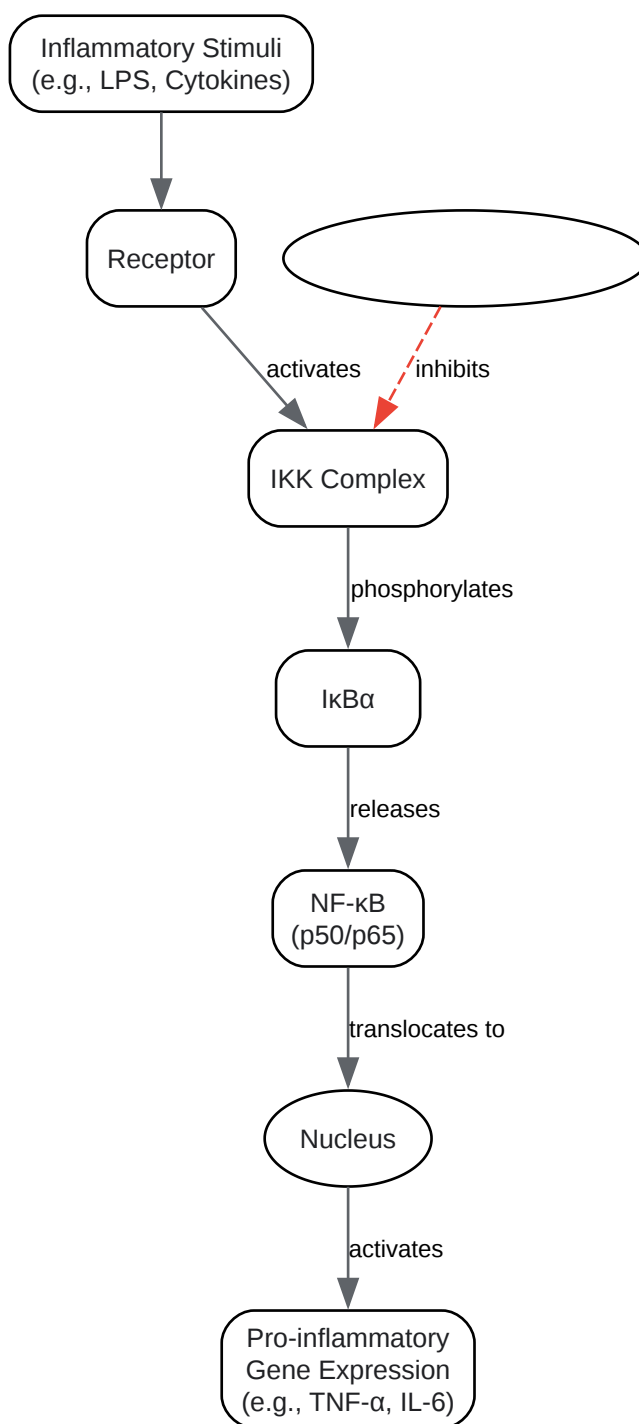 Inflammatory Stimuli
(e.g., LPS, Cytokines)
Receptor
activates
inhibits
IKK Complex
phosphorylates
IκBα
releases
NF-κB
(p50/p65)
translocates to
Nucleus
activates
Pro-inflammatory
Gene Expression
(e.g., TNF-α, IL-6)